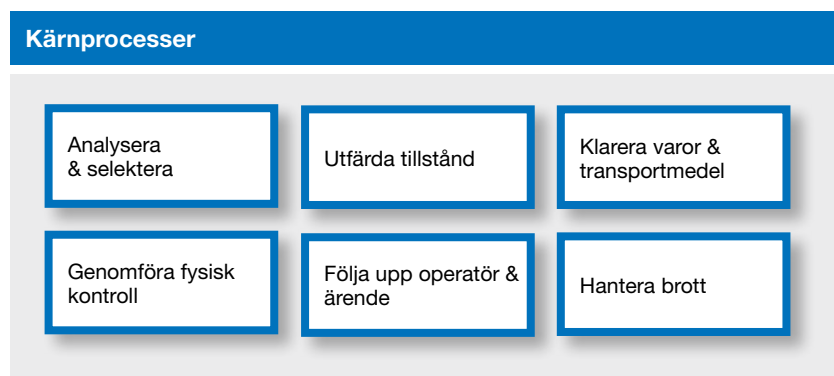 Kärnprocesser
Analysera
& selektera
Utfärda tillstånd
Klarera varor &
transportmedel
Genomföra fysisk
kontroll
Följa upp operatör &
ärende
Hantera brott